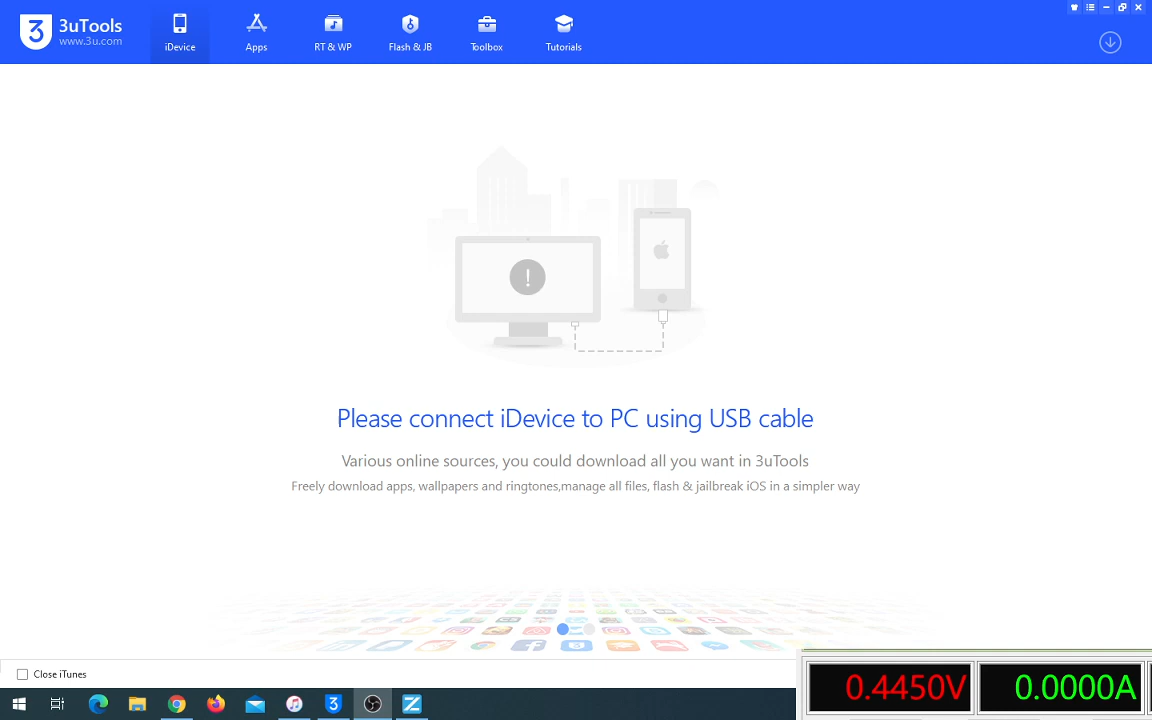 3 3uTools
www.3u.com
iDevice
Apps
RT & WP
Flash & JB
Toolbox
Tutorials
Please connect iDevice to PC using USB cable
Various online sources, you could download all you want in 3uTools
Freely download apps, wallpapers and ringtones,manage all files, flash & jailbreak iOS in a simpler way
Close iTunes
0.4450V
0.0000A